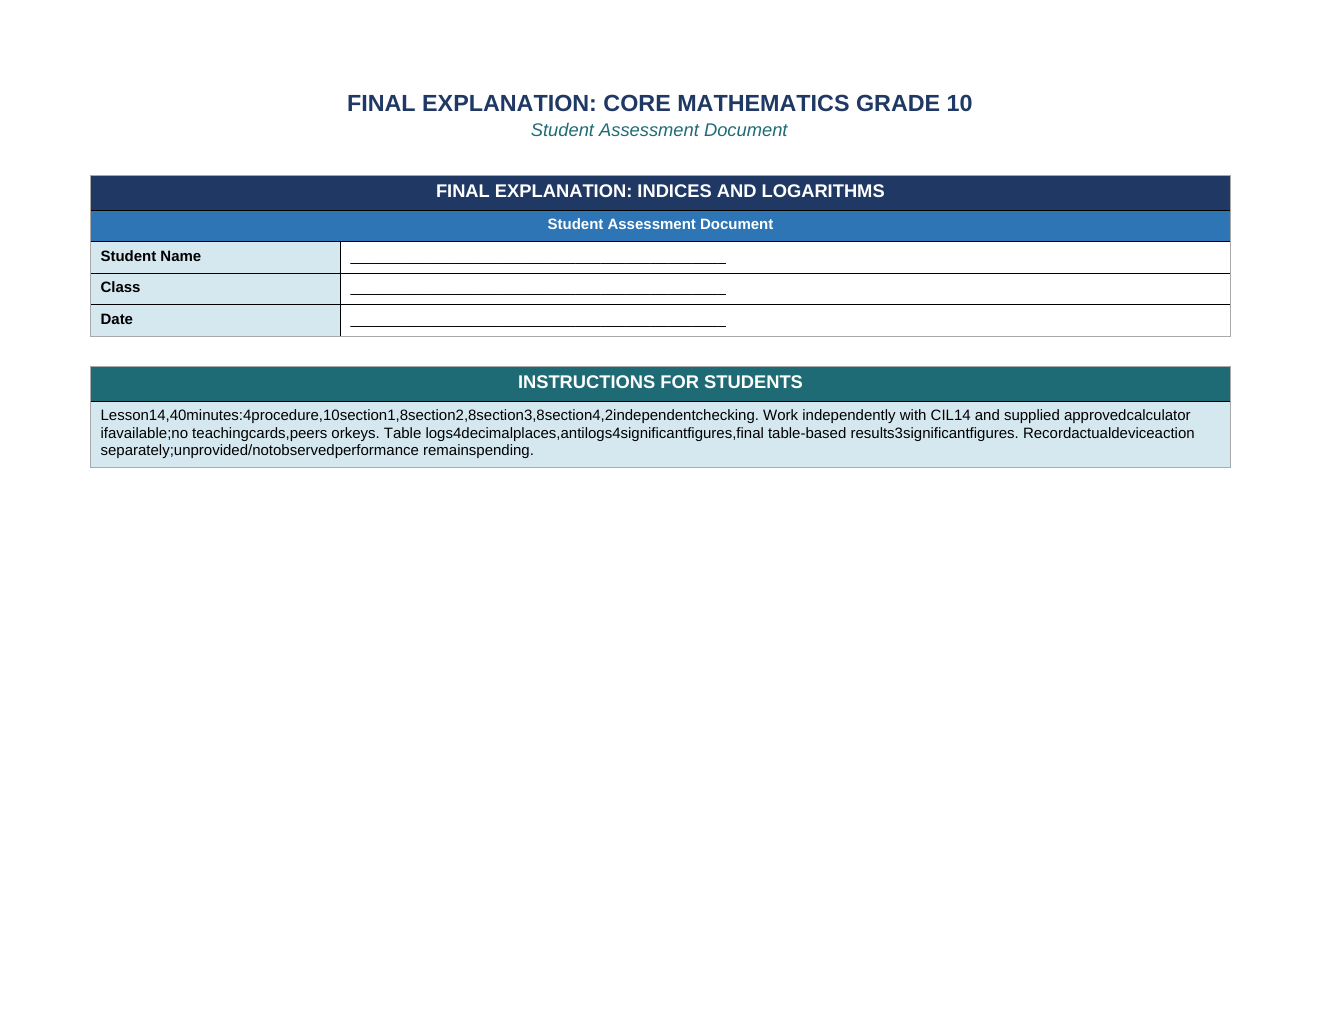 FINAL EXPLANATION: CORE MATHEMATICS GRADE 10
Student Assessment Document
FINAL EXPLANATION: INDICES AND LOGARITHMS
Student Assessment Document
Student Name
Class
Date
INSTRUCTIONS FOR STUDENTS
Lesson14,40minutes:4procedure,10section1,8section2,8section3,8section4,2independentchecking. Work independently with CIL14 and supplied approvedcalculator
ifavailable;no teachingcards,peers orkeys. Table logs4decimalplaces,antilogs4significantfigures,final table-based results3significantfigures. Recordactualdeviceaction
separately;unprovided/notobservedperformance remainspending.